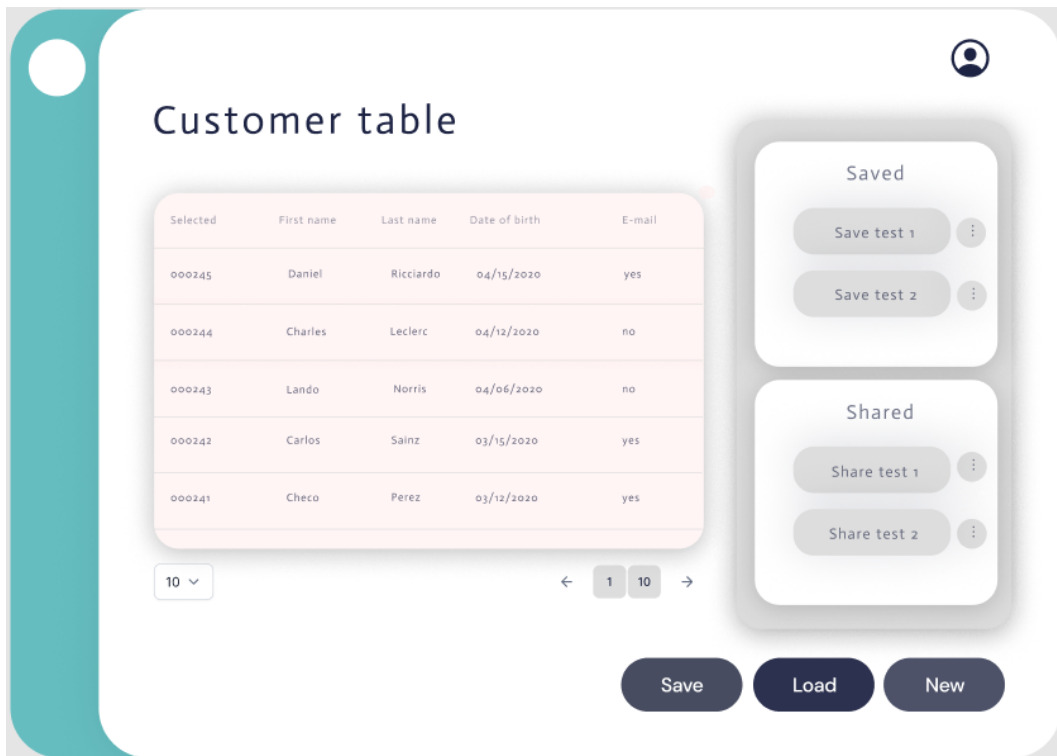 Customer table
Selected First name Last name Date of birth E-mail
000245 Daniel Ricciardo 04/15/2020 yes
000244 Charles Leclerc 04/12/2020 no
000243 Lando Norris 04/06/2020 no
000242 Carlos Sainz 03/15/2020 yes
000241 Checo Perez 03/12/2020 yes
10
1 10
Saved
Save test 1
Save test 2
Shared
Share test 1
Share test 2
Save Load New